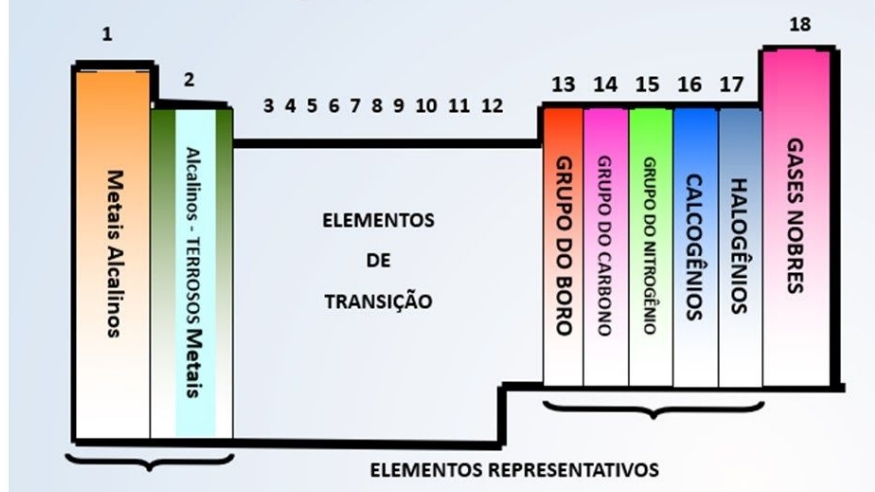 1
18
2
13 14 15 16 17
3 4 5 6 7 8 9 10 11 12
Metais Alcalinos
Alcalinos - TERROSOS Metais
ELEMENTOS
DE
TRANSIÇÃO
GRUPO DO BORO
GRUPO DO CARBONO
GRUPO DO NITROGÊNIO
CALCOGÊNIOS
HALOGÊNIOS
GASES NOBRES
ELEMENTOS REPRESENTATIVOS